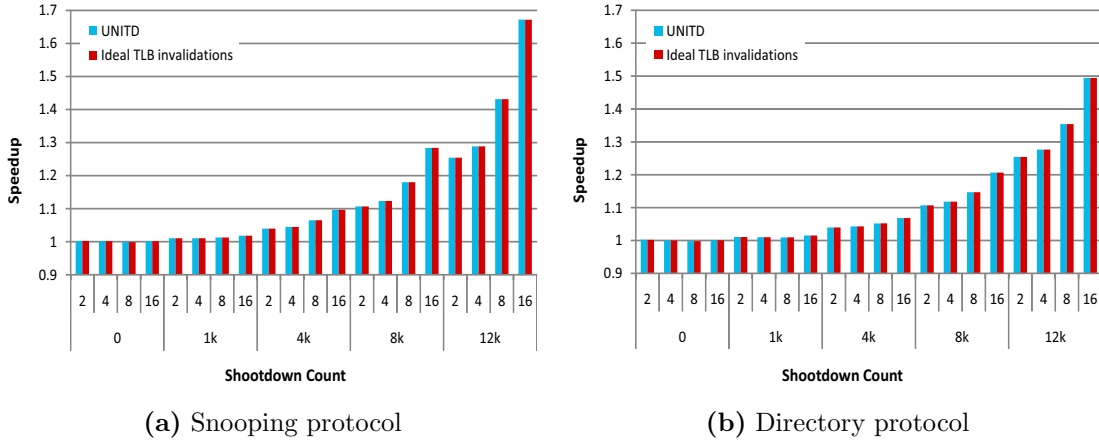 1.7
1.6
1.5
1.4
1.3
1.2
1.1
1
0.9
Speedup
UNITD
Ideal TLB invalidations
2 4 8 16 2 4 8 16 2 4 8 16 2 4 8 16 2 4 8 16
0 1k 4k 8k 12k
Shootdown Count
(a) Snooping protocol
1.7
1.6
1.5
1.4
1.3
1.2
1.1
1
0.9
Speedup
UNITD
Ideal TLB invalidations
2 4 8 16 2 4 8 16 2 4 8 16 2 4 8 16 2 4 8 16
0 1k 4k 8k 12k
Shootdown Count
(b) Directory protocol